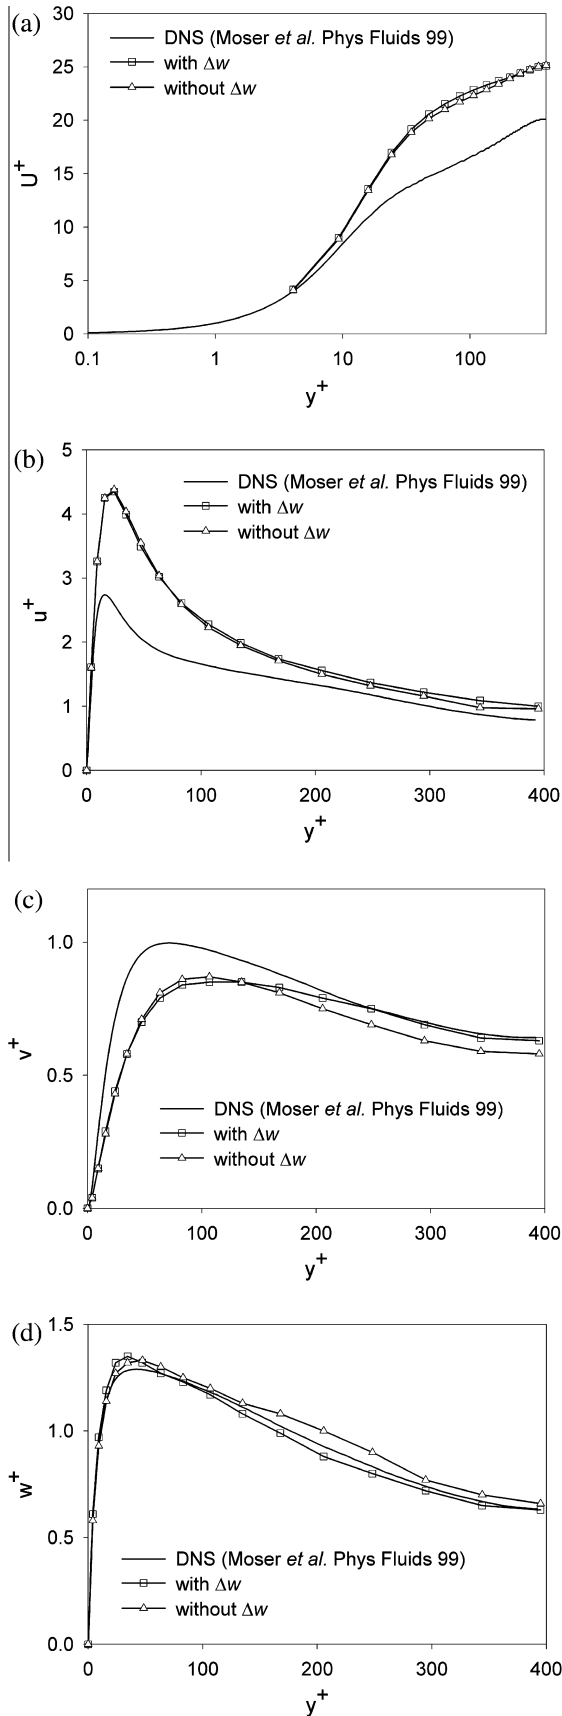 (a)
DNS (Moser et al. Phys Fluids 99)
with Δw
without Δw
30
25
20
15
10
5
0
U+
0.1 1 10 100
y+
(b)
DNS (Moser et al. Phys Fluids 99)
with Δw
without Δw
5
4
3
2
1
0
u+
0 100 200 300 400
y+
(c)
1.0
0.5
0.0
v+
DNS (Moser et al. Phys Fluids 99)
with Δw
without Δw
0 100 200 300 400
y+
(d)
1.5
1.0
0.5
0.0
w+
DNS (Moser et al. Phys Fluids 99)
with Δw
without Δw
0 100 200 300 400
y+